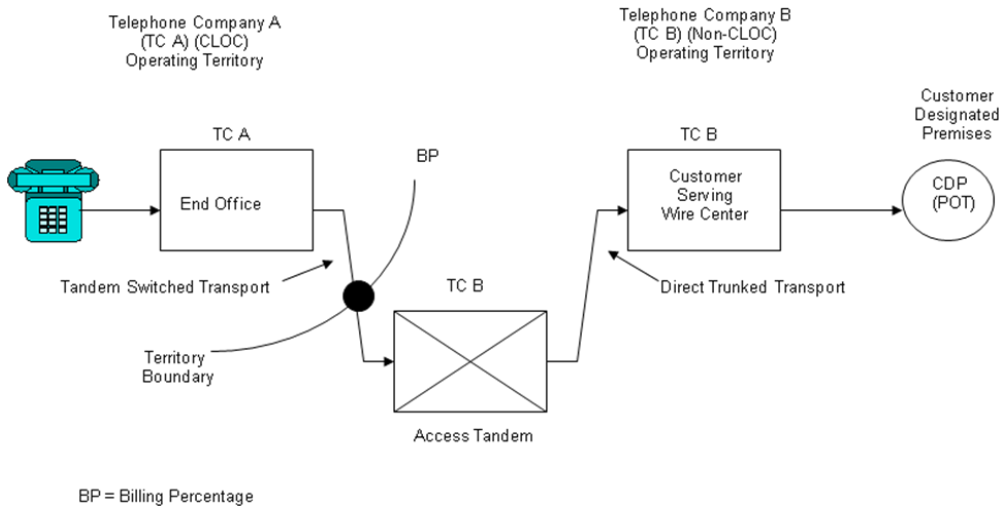 Telephone Company A
(TC A) (CLOC)
Operating Territory
Telephone Company B
(TC B) (Non-CLOC)
Operating Territory
Customer
Designated
Premises
TC A
BP
TC B
End Office
Customer
Serving
Wire Center
CDP
(POT)
Tandem Switched Transport
TC B
Direct Trunked Transport
Territory
Boundary
Access Tandem
BP = Billing Percentage